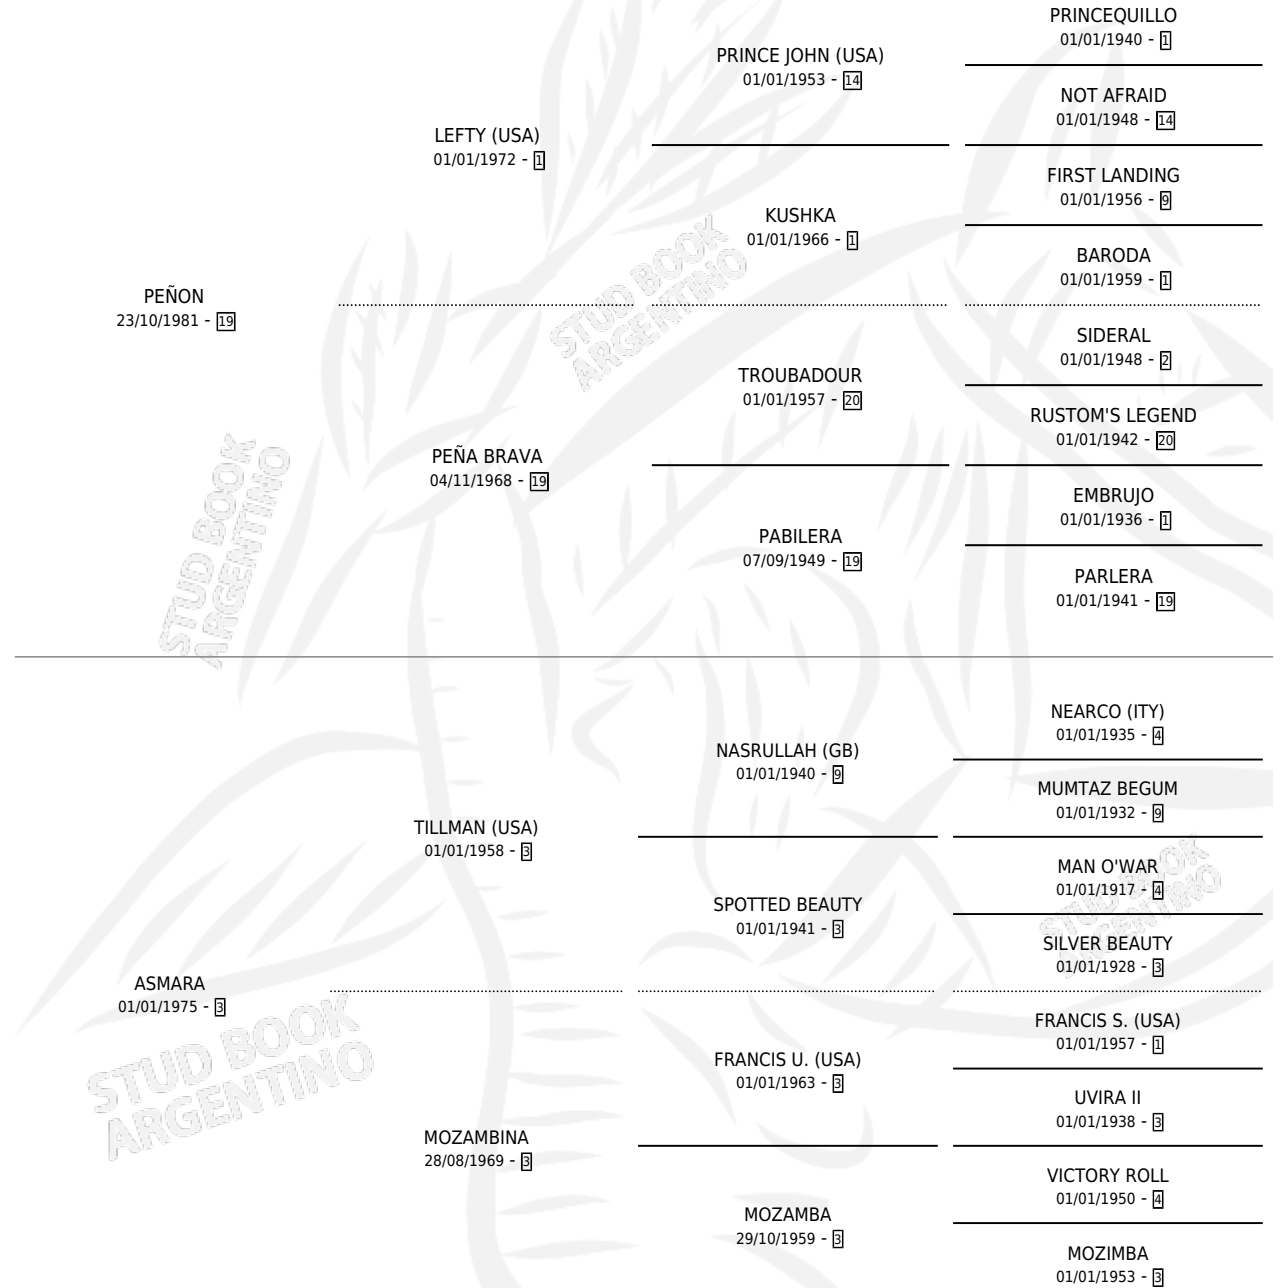 PRINCEQUILLO
01/01/1940 - 1
PRINCE JOHN (USA)
01/01/1953 - 14
NOT AFRAID
01/01/1948 - 14
LEFTY (USA)
01/01/1972 - 1
FIRST LANDING
01/01/1956 - 9
KUSHKA
01/01/1966 - 1
BARODA
01/01/1959 - 1
PEÑON
23/10/1981 - 19
SIDERAL
01/01/1948 - 2
TROUBADOUR
01/01/1957 - 20
RUSTOM'S LEGEND
01/01/1942 - 20
PEÑA BRAVA
04/11/1968 - 19
EMBRUJO
01/01/1936 - 1
PABILERA
07/09/1949 - 19
PARLERA
01/01/1941 - 19
STUD BOOK
ARGENTINO
STUD BOOK
ARGENTINO
NEARCO (ITY)
01/01/1935 - 4
NASRULLAH (GB)
01/01/1940 - 9
MUMTAZ BEGUM
01/01/1932 - 9
TILLMAN (USA)
01/01/1958 - 3
MAN O'WAR
01/01/1917 - 4
SPOTTED BEAUTY
01/01/1941 - 3
SILVER BEAUTY
01/01/1928 - 3
STUD BOOK
ARGENTINO
ASMARA
01/01/1975 - 3
FRANCIS S. (USA)
01/01/1957 - 1
FRANCIS U. (USA)
01/01/1963 - 3
UVIRA II
01/01/1938 - 3
MOZAMBINA
28/08/1969 - 3
VICTORY ROLL
01/01/1950 - 4
MOZAMBA
29/10/1959 - 3
MOZIMBA
01/01/1953 - 3
STUD BOOK
ARGENTINO